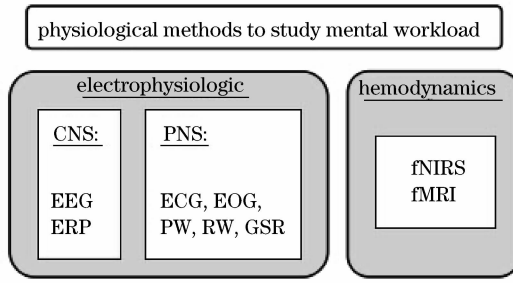 physiological methods to study mental workload
electrophysiologic
CNS:
EEG
ERP
PNS:
ECG, EOG,
PW, RW, GSR
hemodynamics
fNIRS
fMRI